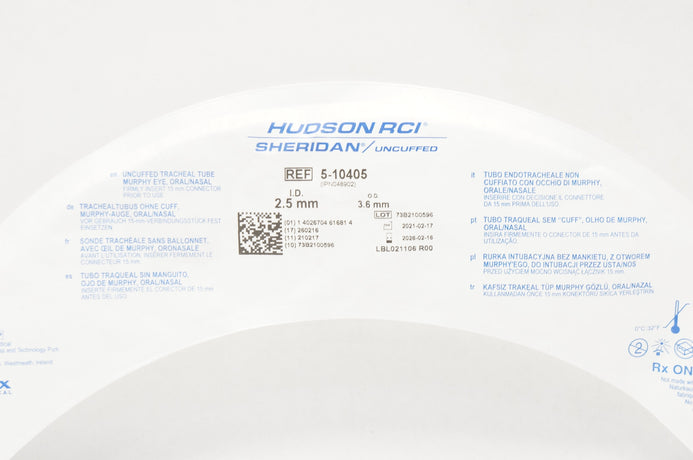 HUDSON RCI®
SHERIDAN®/ UNCUFFED
REF 5-10405
(IPN048902)
I.D. O.D.
2.5 mm 3.6 mm
(01) 1 4026704 61681 4
(17) 260216
(11) 210217
(10) 73B2100596
LOT 73B2100596
2021-02-17
2026-02-16
LBL021106 R00
en UNCUFFED TRACHEAL TUBE
MURPHY EYE, ORAL/NASAL
FIRMLY INSERT 15 mm CONNECTOR
PRIOR TO USE
de TRACHEALTUBUS OHNE CUFF,
MURPHY-AUGE, ORAL/NASAL
VOR GEBRAUCH 15-mm-VERBINDUNGSSTÜCK FEST
EINSETZEN
fr SONDE TRACHÉALE SANS BALLONNET,
AVEC ŒIL DE MURPHY, ORONASALE
AVANT L'UTILISATION, INSÉRER FERMEMENT LE
CONNECTEUR 15 mm.
es TUBO TRAQUEAL SIN MANGUITO,
OJO DE MURPHY, ORAL/NASAL
INSERTE FIRMEMENTE EL CONECTOR DE 15 mm
ANTES DEL USO
it TUBO ENDOTRACHEALE NON
CUFFIATO CON OCCHIO DI MURPHY,
ORALE/NASALE
INSERIRE CON DECISIONE IL CONNETTORE
DA 15 mm PRIMA DELL'USO
pt TUBO TRAQUEAL SEM "CUFF", OLHO DE MURPHY,
ORAL/NASAL
INSIRA FIRMEMENTE O CONECTOR DE 15 mm ANTES DA
UTILIZAÇÃO
pl RURKA INTUBACYJNA BEZ MANKIETU, Z OTWOREM
MURPHY'EGO, DO INTUBACJI PRZEZ USTA/NOS
PRZED UŻYCIEM MOCNO WCISNĄĆ ŁĄCZNIK 15 mm
KAFSIZ TRAKEAL TÜP MURPHY GÖZLÜ, ORAL/NAZAL
KULLANMADAN ÖNCE 15 mm KONEKTÖRÜ SIKICA YERLEŞTİRİN
0°C 32°F
2
Rx ON
Not made w
and Technology Park
Westmeath, Ireland
X